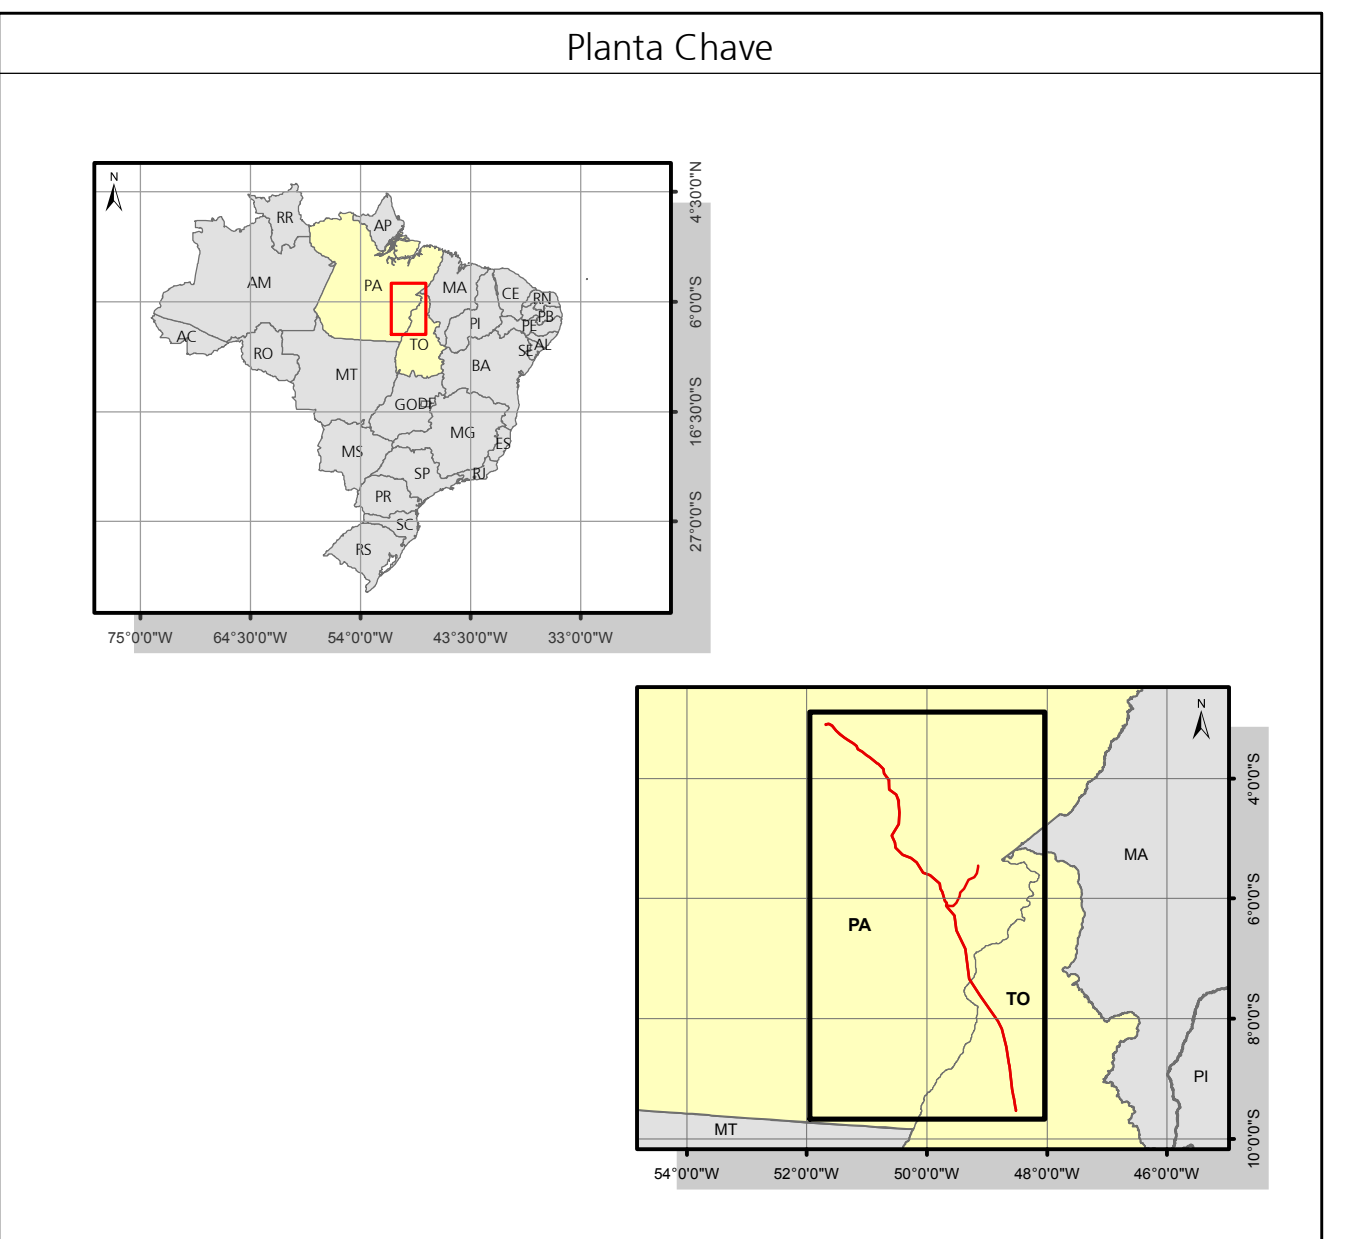 Planta Chave
N
4°30'0"N
RR
AP
AM
PA
MA
CE
RN
6°0'0"S
PB
PI
PE
AC
TO
AL
SE
RO
BA
MT
GO
DF
16°30'0"S
MG
ES
MS
SP
RJ
PR
SC
27°0'0"S
RS
75°0'0"W
64°30'0"W
54°0'0"W
43°30'0"W
33°0'0"W
N
4°0'0"S
MA
6°0'0"S
PA
TO
8°0'0"S
PI
MT
10°0'0"S
54°0'0"W
52°0'0"W
50°0'0"W
48°0'0"W
46°0'0"W